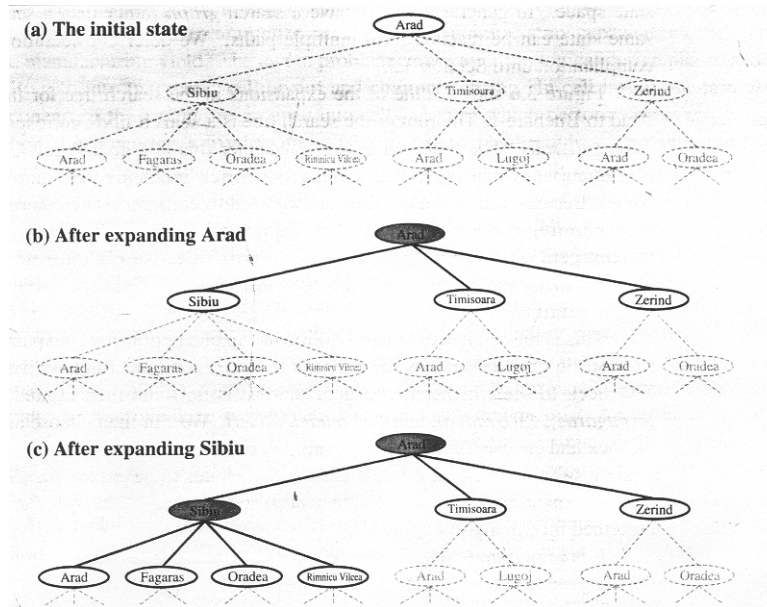 (a) The initial state
Arad
Sibiu
Timisoara
Zerind
Arad
Fagaras
Oradea
Rimnicu Vilcea
Arad
Lugoj
Arad
Oradea
(b) After expanding Arad
Arad
Sibiu
Timisoara
Zerind
Arad
Fagaras
Oradea
Rimnicu Vilcea
Arad
Lugoj
Arad
Oradea
(c) After expanding Sibiu
Arad
Sibiu
Timisoara
Zerind
Arad
Fagaras
Oradea
Rimnicu Vilcea
Arad
Lugoj
Arad
Oradea